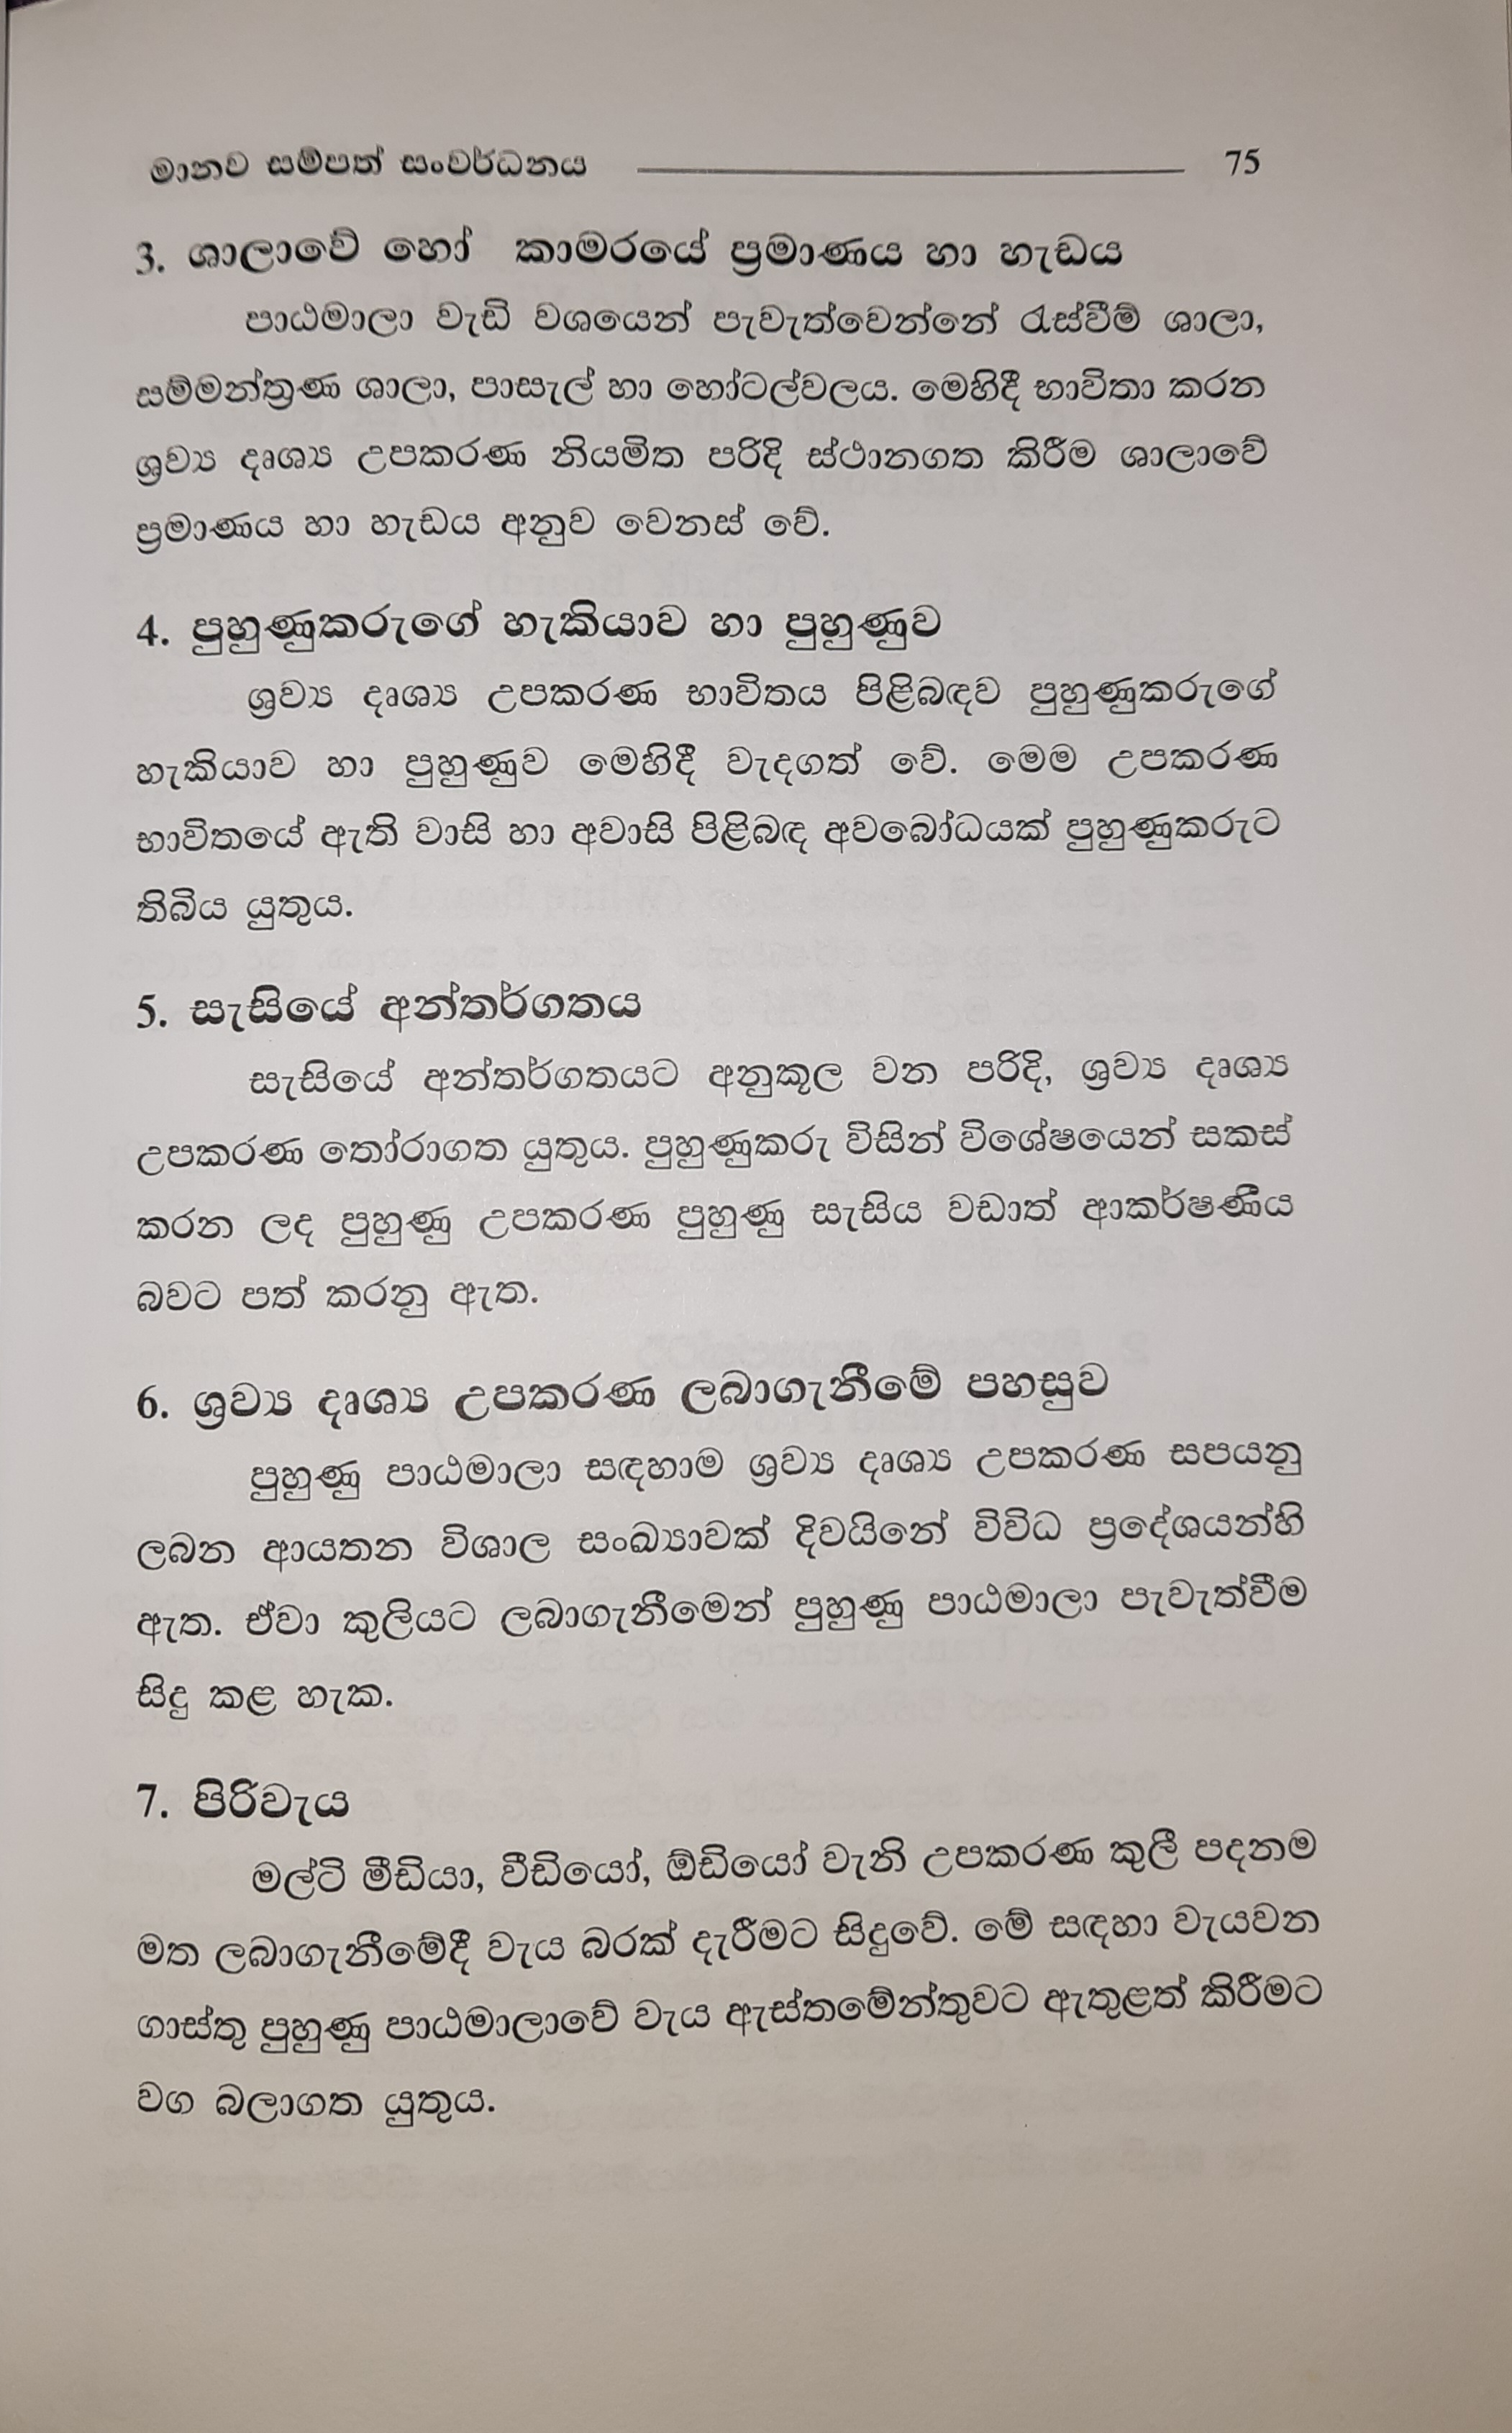 මානව සම්පත් සංවර්ධනය 75
3. ශාලාවේ හෝ කාමරයේ ප්‍රමාණය හා හැඩය
පාඨමාලා වැඩි වශයෙන් පැවැත්වෙන්නේ රැස්වීම් ශාලා,
සම්මන්ත්‍රණ ශාලා, පාසැල් හා හෝටල්වලය. මෙහිදී භාවිතා කරන
ශ්‍රව්‍ය දෘශ්‍ය උපකරණ නියමිත පරිදි ස්ථානගත කිරීම ශාලාවේ
ප්‍රමාණය හා හැඩය අනුව වෙනස් වේ.
4. පුහුණුකරුගේ හැකියාව හා පුහුණුව
ශ්‍රව්‍ය දෘශ්‍ය උපකරණ භාවිතය පිළිබඳව පුහුණුකරුගේ
හැකියාව හා පුහුණුව මෙහිදී වැදගත් වේ. මෙම උපකරණ
භාවිතයේ ඇති වාසි හා අවාසි පිළිබඳ අවබෝධයක් පුහුණුකරුට
තිබිය යුතුය.
5. සැසියේ අන්තර්ගතය
සැසියේ අන්තර්ගතයට අනුකූල වන පරිදි, ශ්‍රව්‍ය දෘශ්‍ය
උපකරණ තෝරාගත යුතුය. පුහුණුකරු විසින් විශේෂයෙන් සකස්
කරන ලද පුහුණු උපකරණ පුහුණු සැසිය වඩාත් ආකර්ෂණීය
බවට පත් කරනු ඇත.
6. ශ්‍රව්‍ය දෘශ්‍ය උපකරණ ලබාගැනීමේ පහසුව
පුහුණු පාඨමාලා සඳහාම ශ්‍රව්‍ය දෘශ්‍ය උපකරණ සපයනු
ලබන ආයතන විශාල සංඛ්‍යාවක් දිවයිනේ විවිධ ප්‍රදේශයන්හි
ඇත. ඒවා කුලියට ලබාගැනීමෙන් පුහුණු පාඨමාලා පැවැත්වීම
සිදු කළ හැක.
7. පිරිවැය
මල්ටි මීඩියා, වීඩියෝ, ඕඩියෝ වැනි උපකරණ කුලී පදනම
මත ලබාගැනීමේදී වැය බරක් දැරීමට සිදුවේ. මේ සඳහා වැයවන
ගාස්තු පුහුණු පාඨමාලාවේ වැය ඇස්තමේන්තුවට ඇතුළත් කිරීමට
වග බලාගත යුතුය.